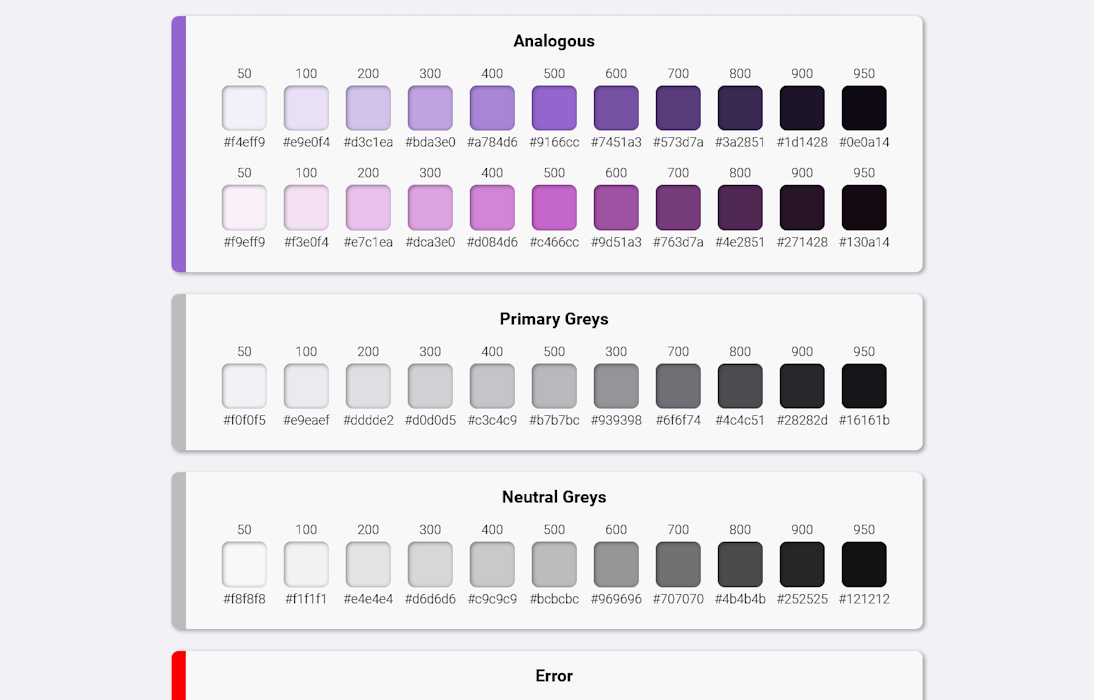 Analogous
50 100 200 300 400 500 600 700 800 900 950
#f4eff9 #e9e0f4 #d3c1ea #bda3e0 #a784d6 #9166cc #7451a3 #573d7a #3a2851 #1d1428 #0e0a14
50 100 200 300 400 500 600 700 800 900 950
#f9eff9 #f3e0f4 #e7c1ea #dca3e0 #d084d6 #c466cc #9d51a3 #763d7a #4e2851 #271428 #130a14
Primary Greys
50 100 200 300 400 500 300 700 800 900 950
#f0f0f5 #e9eaef #dddde2 #d0d0d5 #c3c4c9 #b7b7bc #939398 #6f6f74 #4c4c51 #28282d #16161b
Neutral Greys
50 100 200 300 400 500 600 700 800 900 950
#f8f8f8 #f1f1f1 #e4e4e4 #d6d6d6 #c9c9c9 #bcbcbc #969696 #707070 #4b4b4b #252525 #121212
Error